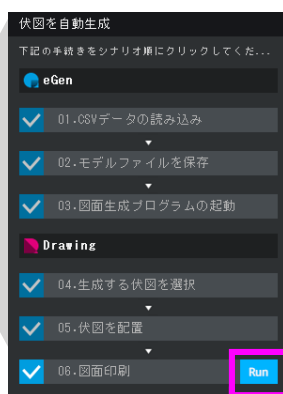 伏図を自動生成
下記の手続きをシナリオ順にクリックしてくだ...
eGen
01.CSVデータの読み込み
02.モデルファイルを保存
03.図面生成プログラムの起動
Drawing
04.生成する伏図を選択
05.伏図を配置
06.図面印刷
Run